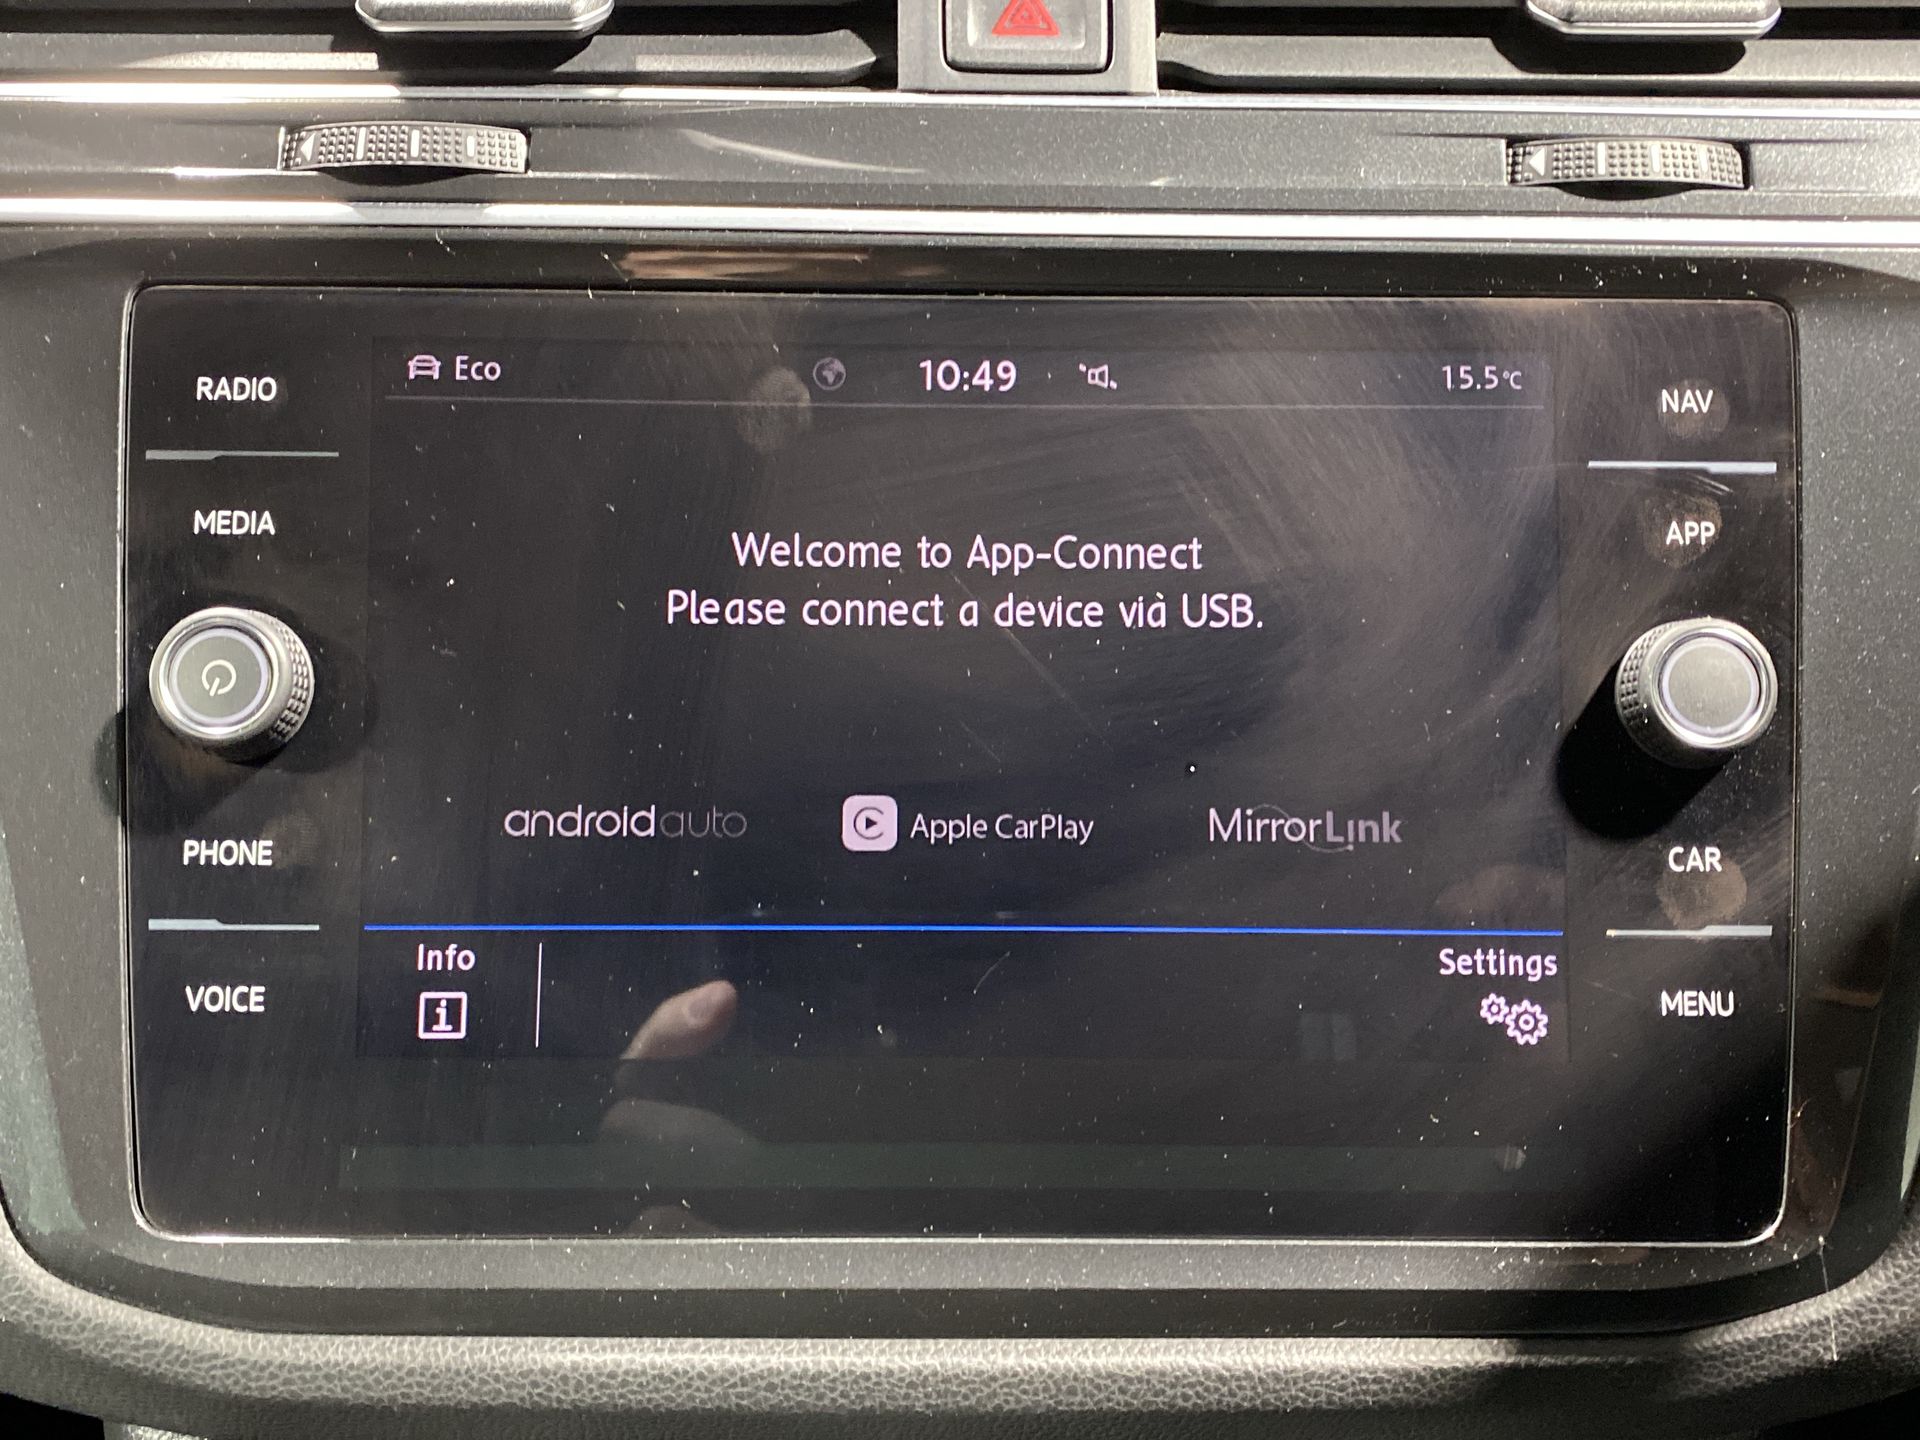 RADIO
MEDIA
PHONE
VOICE
Eco
10:49
15.5°C
Welcome to App-Connect
Please connect a device via USB.
androidauto
Apple CarPlay
MirrorLink
Info
i
Settings
NAV
APP
CAR
MENU